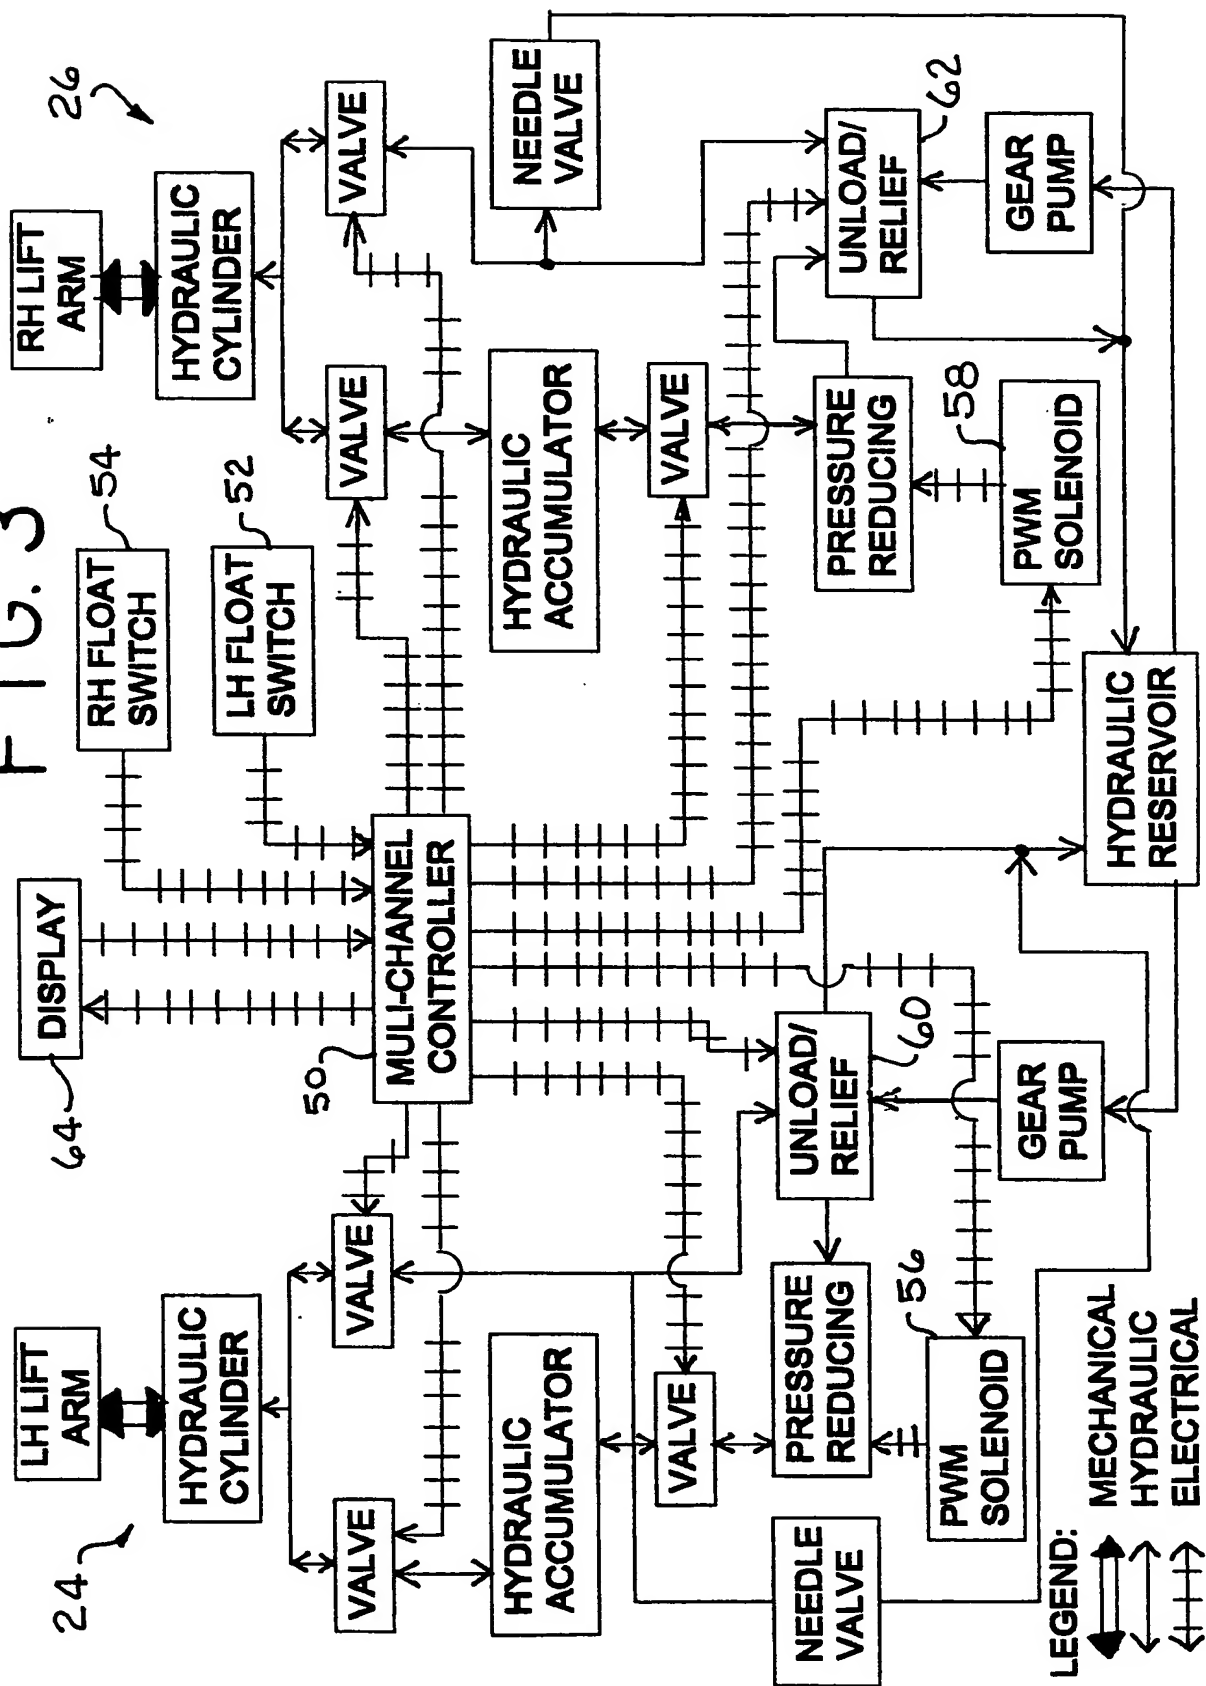 FIG. 3
24
26
LH LIFT
ARM
HYDRAULIC
CYLINDER
VALVE
VALVE
HYDRAULIC
ACCUMULATOR
VALVE
NEEDLE
VALVE
PRESSURE
REDUCING
PWM
SOLENOID
56
UNLOAD/
RELIEF
60
GEAR
PUMP
64
DISPLAY
50
MULI-CHANNEL
CONTROLLER
RH FLOAT
SWITCH
54
LH FLOAT
SWITCH
52
HYDRAULIC
RESERVOIR
RH LIFT
ARM
HYDRAULIC
CYLINDER
VALVE
VALVE
HYDRAULIC
ACCUMULATOR
VALVE
NEEDLE
VALVE
PRESSURE
REDUCING
PWM
SOLENOID
58
UNLOAD/
RELIEF
62
GEAR
PUMP
LEGEND:
MECHANICAL
HYDRAULIC
ELECTRICAL